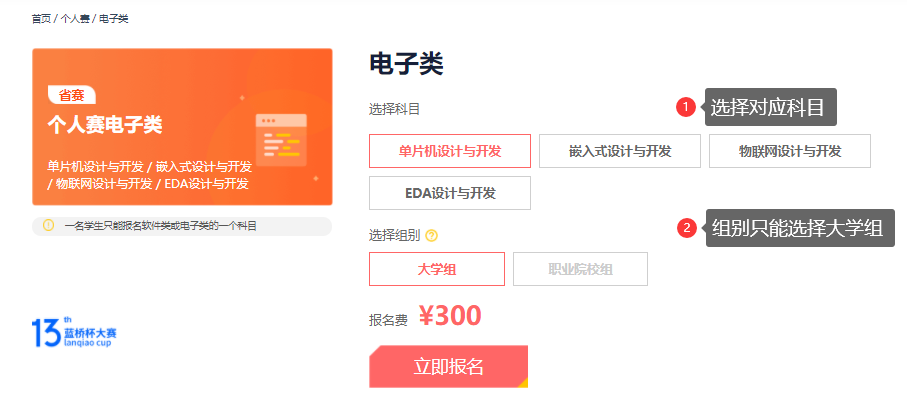 首页 / 个人赛 / 电子类
省赛
个人赛电子类
单片机设计与开发 / 嵌入式设计与开发
/ 物联网设计与开发 / EDA设计与开发
一名学生只能报名软件类或电子类的一个科目
13th
蓝桥杯大赛
lanqiao cup
电子类
选择科目
1 选择对应科目
单片机设计与开发 嵌入式设计与开发 物联网设计与开发
EDA设计与开发
选择组别 ?
2 组别只能选择大学组
大学组 职业院校组
报名费 ¥300
立即报名